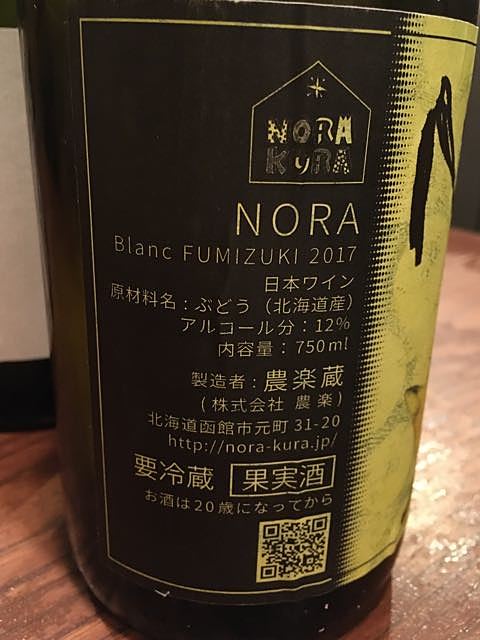 NORA
KyRA
NORA
Blanc FUMIZUKI 2017
日本ワイン
原材料名：ぶどう（北海道産）
アルコール分：12%
内容量：750ml
製造者：農楽蔵
(株式会社 農楽)
北海道函館市元町31-20
http://nora-kura.jp/
要冷蔵 果実酒
お酒は20歳になってから